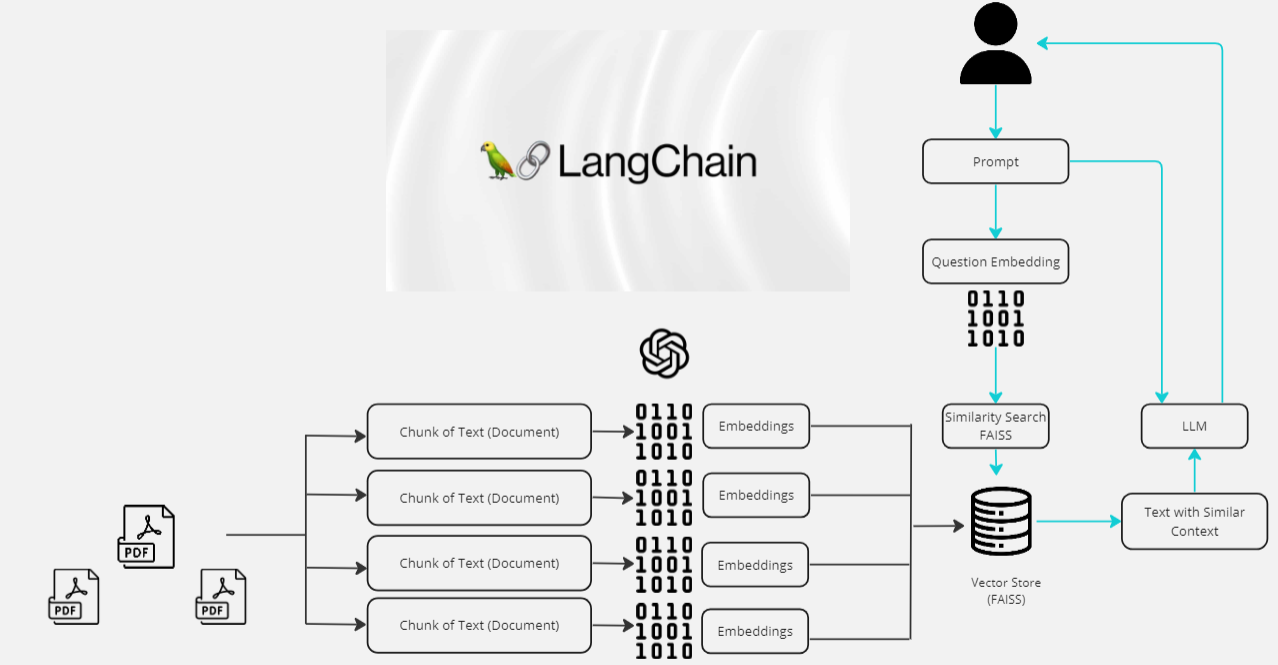 LangChain
Prompt
Question Embedding
0110
1001
1010
Similarity Search
FAISS
LLM
Text with Similar
Context
Vector Store
(FAISS)
PDF
PDF
PDF
Chunk of Text (Document)
0110
1001
1010
Embeddings
Chunk of Text (Document)
0110
1001
1010
Embeddings
Chunk of Text (Document)
0110
1001
1010
Embeddings
Chunk of Text (Document)
0110
1001
1010
Embeddings